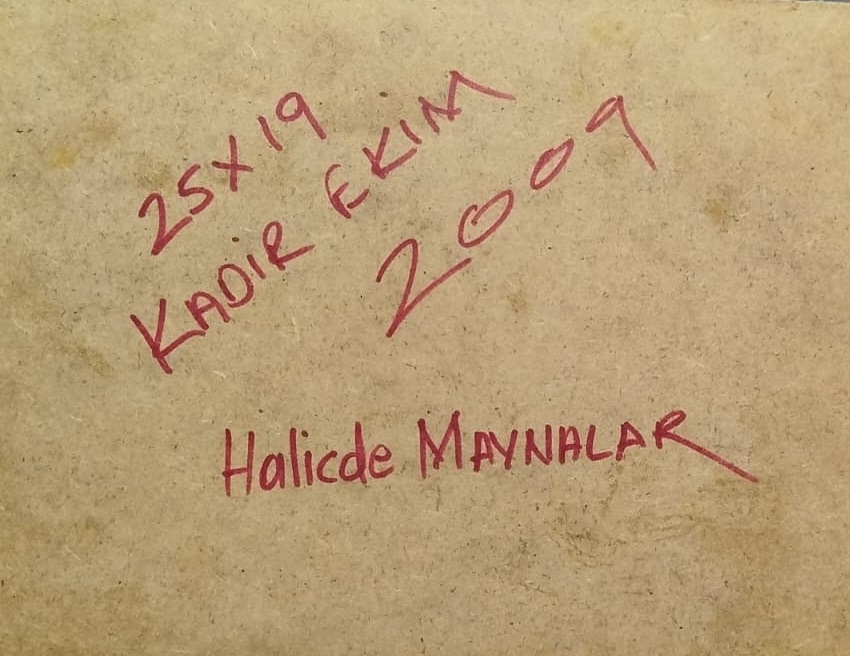 25X19
KADIR EKIM
2009
Halicde MAYNALAR